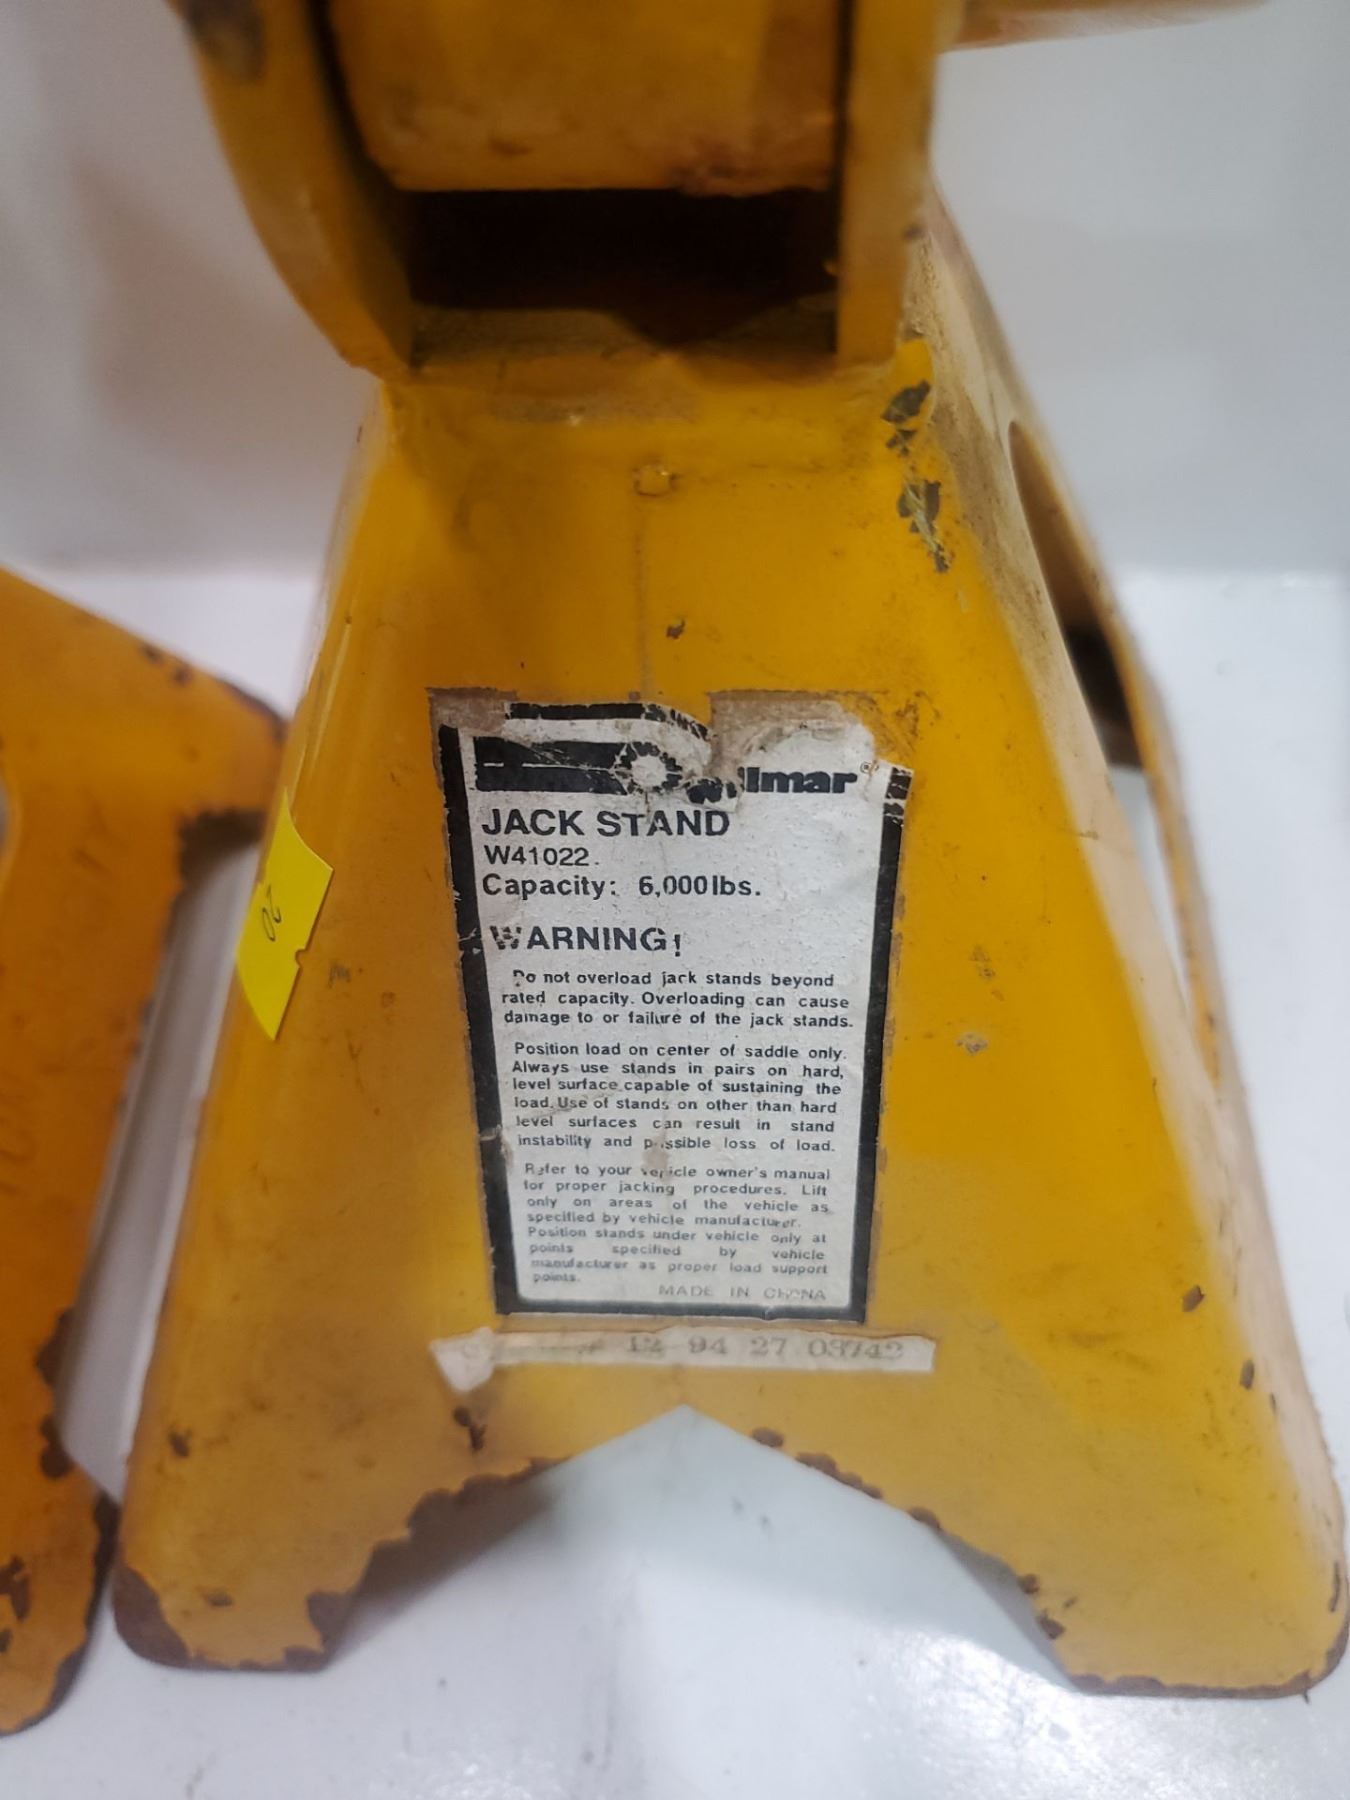 Wilmar®
JACK STAND
W41022.
Capacity: 6,000lbs.
WARNING!
Do not overload jack stands beyond
rated capacity. Overloading can cause
damage to or failure of the jack stands.
Position load on center of saddle only.
Always use stands in pairs on hard,
level surface capable of sustaining the
load. Use of stands on other than hard
level surfaces can result in stand
instability and possible loss of load.
Refer to your vehicle owner's manual
for proper jacking procedures. Lift
only on areas of the vehicle as
specified by vehicle manufacturer.
Position stands under vehicle only at
points specified by vehicle
manufacturer as proper load support
points.
MADE IN CHINA
12 94 27 03742
20